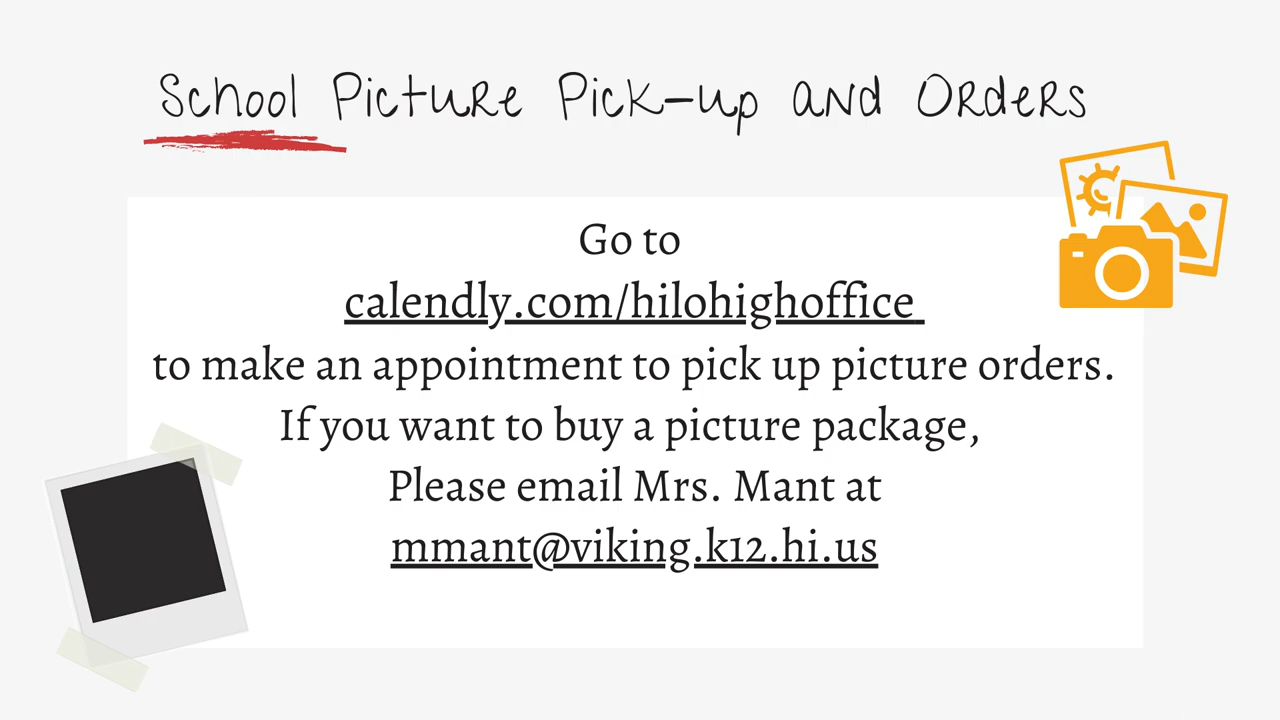 School Picture Pick-up and Orders
Go to
calendly.com/hilohighoffice
to make an appointment to pick up picture orders.
If you want to buy a picture package,
Please email Mrs. Mant at
mmant@viking.k12.hi.us